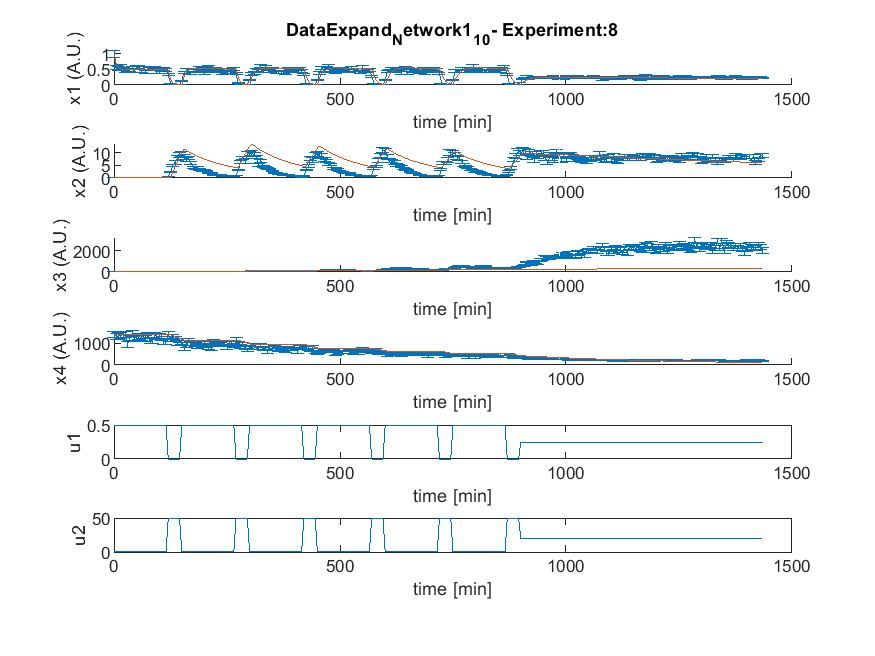 DataExpand_Network1_10- Experiment:8
x1 (A.U.)
1
0.5
0
0 500 1000 1500
time [min]
x2 (A.U.)
10
5
0
0 500 1000 1500
time [min]
x3 (A.U.)
2000
0
0 500 1000 1500
time [min]
x4 (A.U.)
1000
0
0 500 1000 1500
time [min]
u1
0.5
0
0 500 1000 1500
time [min]
u2
50
0
0 500 1000 1500
time [min]